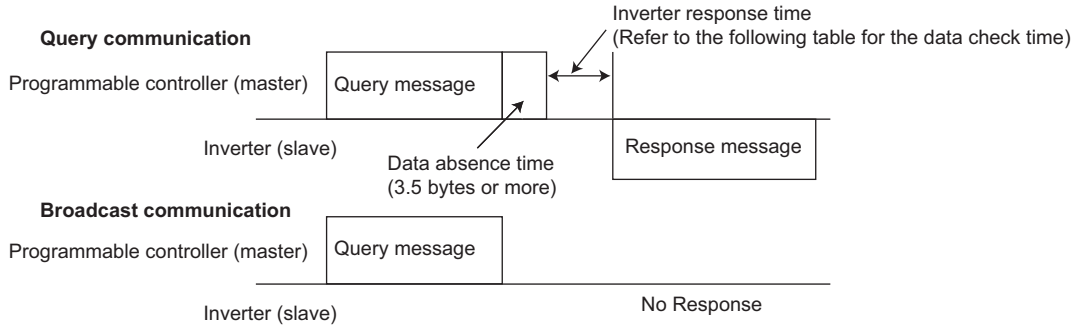 Inverter response time
(Refer to the following table for the data check time)
Query communication
Programmable controller (master)
Query message
Inverter (slave)
Data absence time
(3.5 bytes or more)
Response message
Broadcast communication
Programmable controller (master)
Query message
Inverter (slave)
No Response